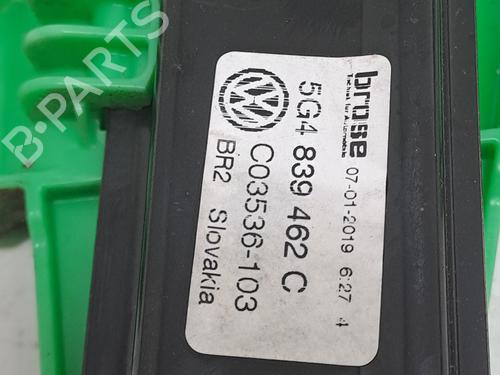 brose
Technik für Automobile
07-01-2019 6:27 4
5G4 839 462 C
C03536-103
BR2 Slovakia
B-PARTS